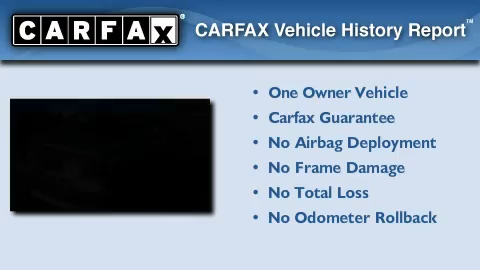 CARFAX® CARFAX Vehicle History Report™
• One Owner Vehicle
• Carfax Guarantee
• No Airbag Deployment
• No Frame Damage
• No Total Loss
• No Odometer Rollback